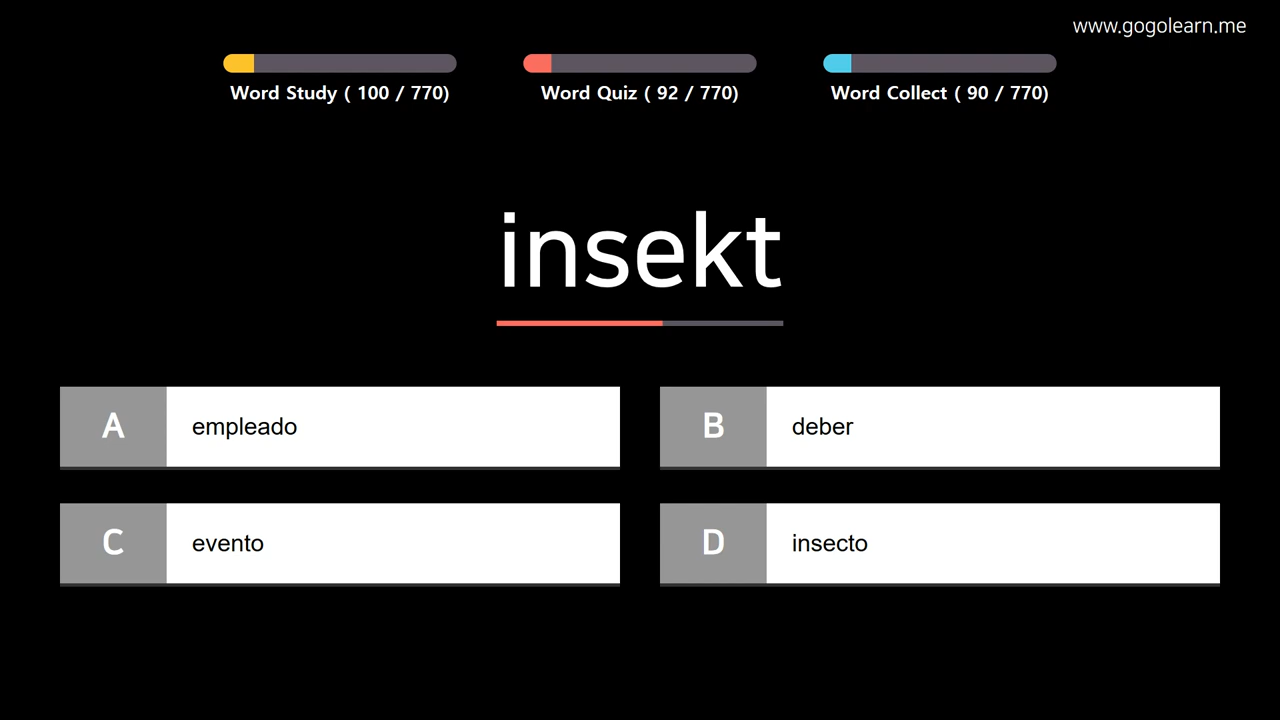 www.gogolearn.me
Word Study ( 100 / 770)
Word Quiz ( 92 / 770)
Word Collect ( 90 / 770)
insekt
A empleado
B deber
C evento
D insecto